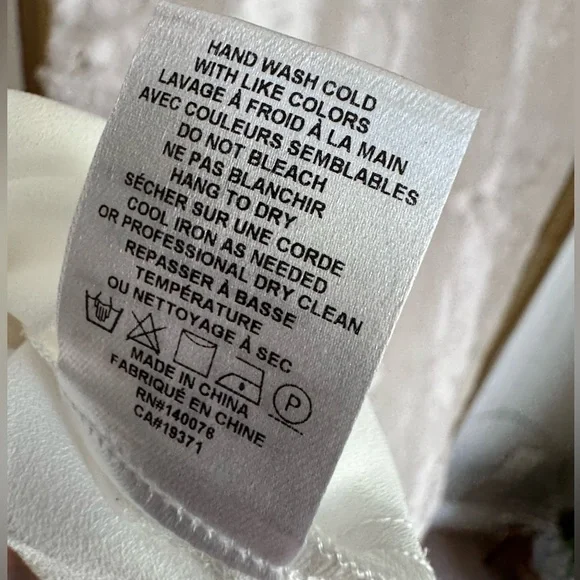 HAND WASH COLD
WITH LIKE COLORS
LAVAGE À FROID À LA MAIN
AVEC COULEURS SEMBLABLES
DO NOT BLEACH
NE PAS BLANCHIR
HANG TO DRY
SÉCHER SUR UNE CORDE
COOL IRON AS NEEDED
OR PROFESSIONAL DRY CLEAN
REPASSER À BASSE
TEMPÉRATURE
OU NETTOYAGE À SEC
P
MADE IN CHINA
FABRIQUÉ EN CHINE
RN#140078
CA#19371